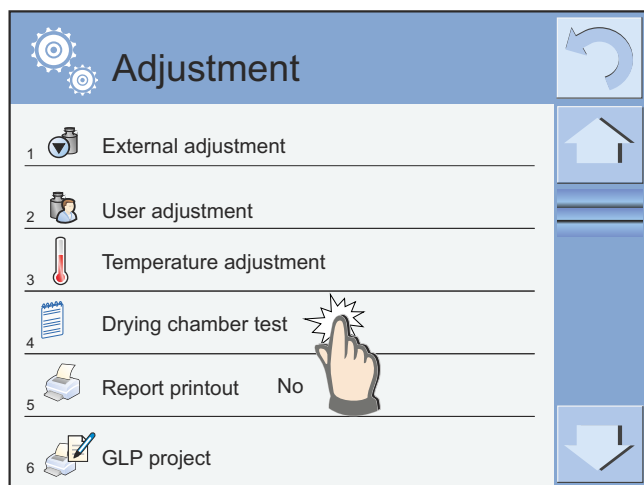 Adjustment
1 External adjustment
2 User adjustment
3 Temperature adjustment
4 Drying chamber test
5 Report printout No
6 GLP project